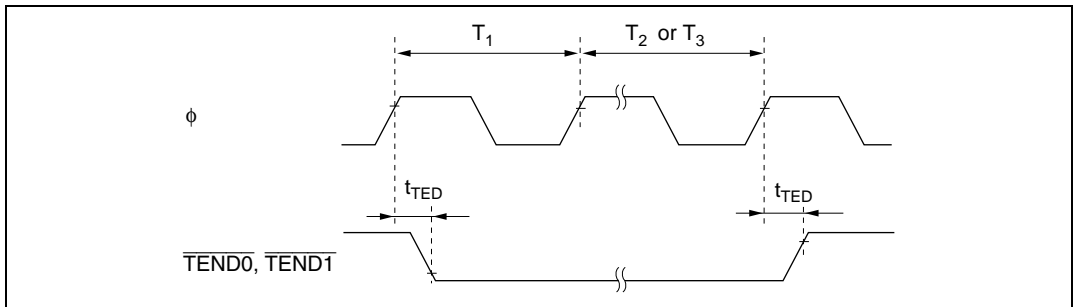 T₁
T₂ or T₃
ϕ
tTED
tTED
TEND0, TEND1